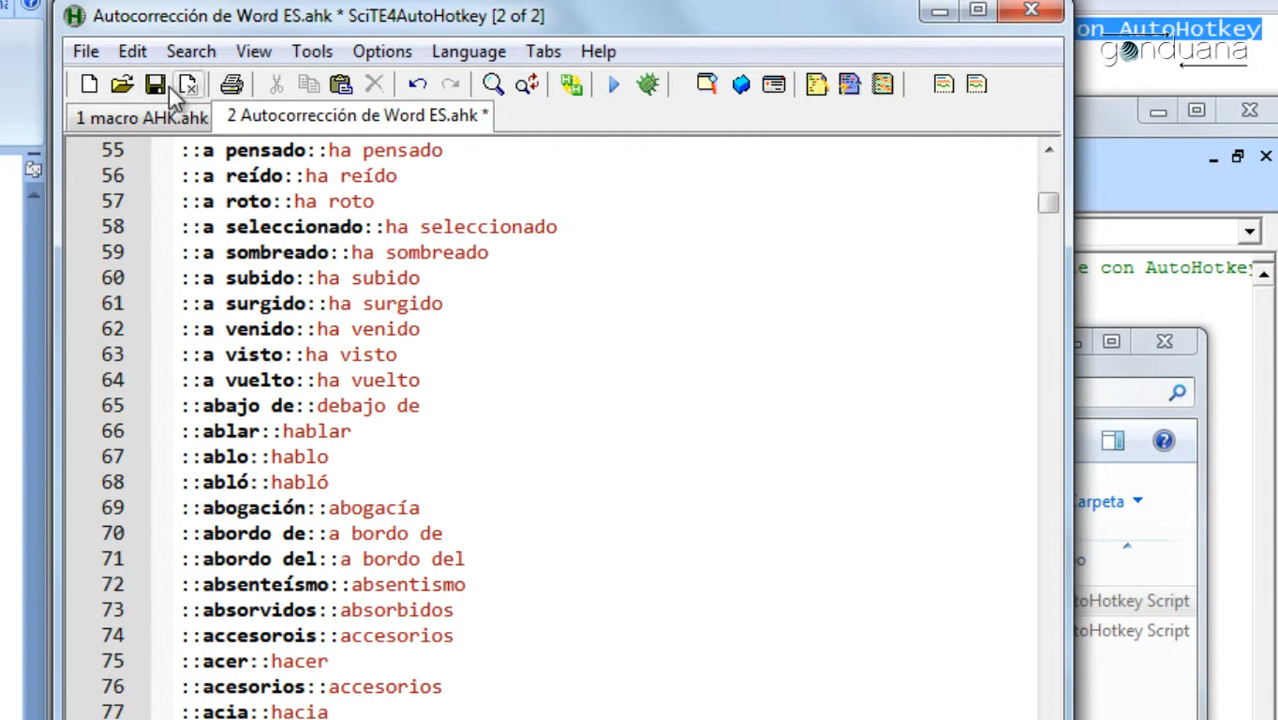 Autocorrección de Word ES.ahk * SciTE4AutoHotkey [2 of 2]
con AutoHotkey
gonduana
File Edit Search View Tools Options Language Tabs Help
1 macro AHK.ahk
2 Autocorrección de Word ES.ahk *
55 ::a pensado::ha pensado
56 ::a reído::ha reído
57 ::a roto::ha roto
58 ::a seleccionado::ha seleccionado
59 ::a sombreado::ha sombreado
60 ::a subido::ha subido
61 ::a surgido::ha surgido
62 ::a venido::ha venido
63 ::a visto::ha visto
64 ::a vuelto::ha vuelto
65 ::abajo de::debajo de
66 ::ablar::hablar
67 ::ablo::hablo
68 ::abló::habló
69 ::abogación::abogacía
70 ::abordo de::a bordo de
71 ::abordo del::a bordo del
72 ::absenteísmo::absentismo
73 ::absorvidos::absorbidos
74 ::accesorois::accesorios
75 ::acer::hacer
76 ::acesorios::accesorios
77 ::acia::hacia
e con AutoHotkey
Carpeta
toHotkey Script
toHotkey Script